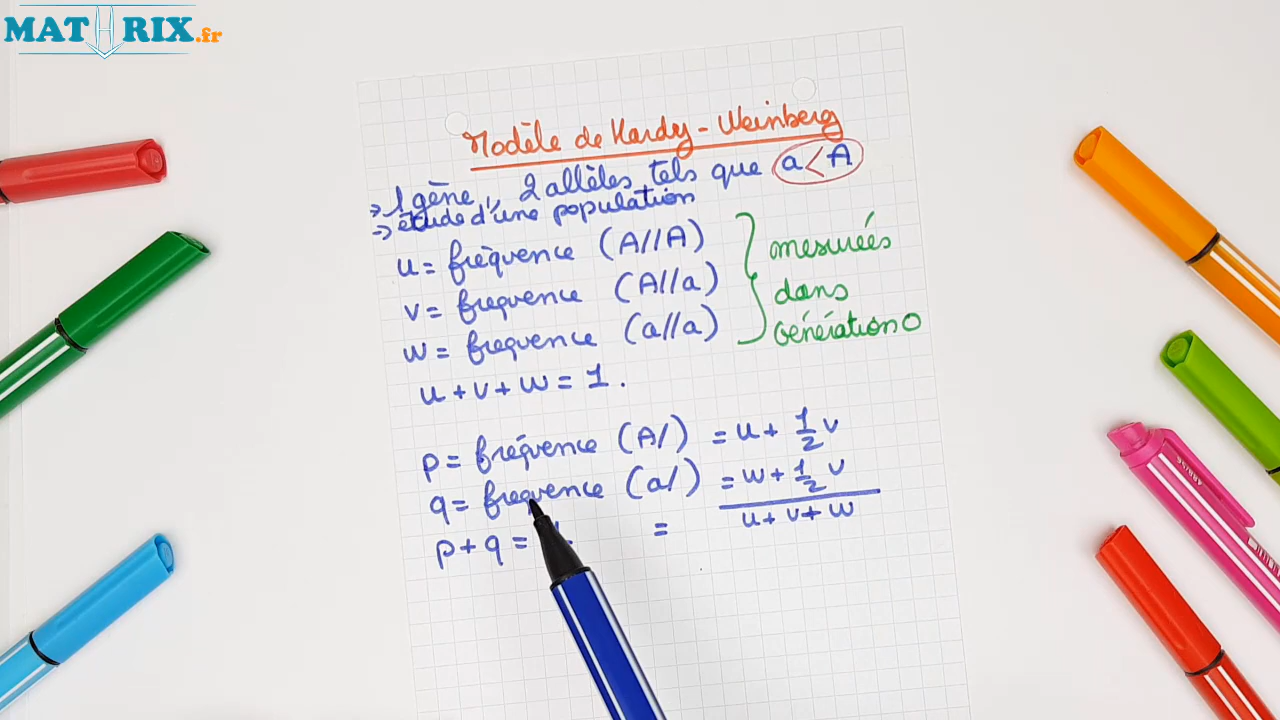 MATHRIX.fr
Modèle de Hardy-Weinberg
→ 1 gène, 2 allèles tels que a < A
→ étude d'une population
u = fréquence (A//A)
v = fréquence (A//a)
w = fréquence (a//a)
mesurées
dans
génération 0
u + v + w = 1.
p = fréquence (A/) = u + 1/2 v
q = fréquence (a/) = w + 1/2 v
p + q = = u + v + w